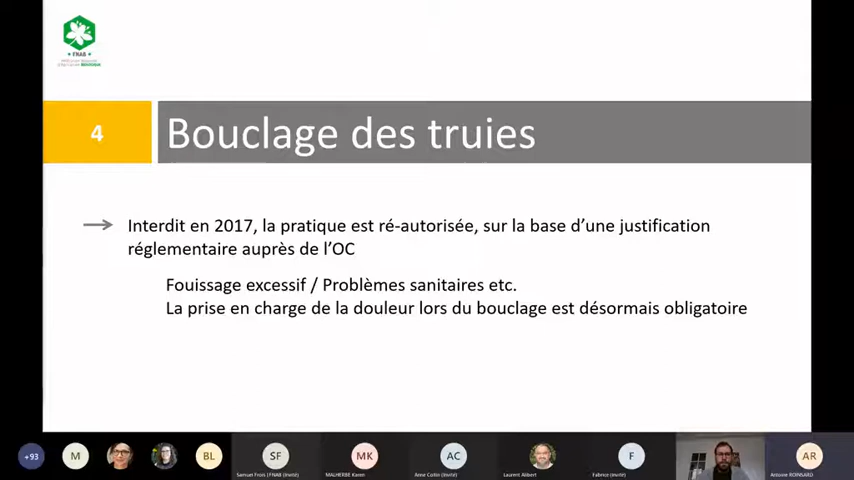 FNAB
4
Bouclage des truies
Interdit en 2017, la pratique est ré-autorisée, sur la base d'une justification
réglementaire auprès de l'OC
Fouissage excessif / Problèmes sanitaires etc.
La prise en charge de la douleur lors du bouclage est désormais obligatoire
+93
M
BL
SF
MK
AC
F
AR
Samuel Frois | FNAB (Invité)
MALHERBE Karen
Laurent Alibert
Fabrice (Invité)
Antoine ROINSARD